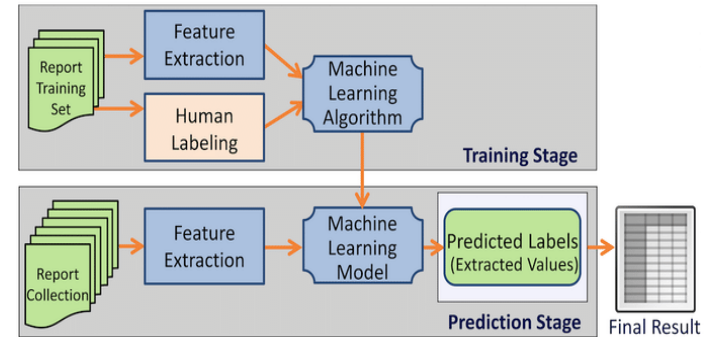 Report
Training
Set
Feature
Extraction
Human
Labeling
Machine
Learning
Algorithm
Training Stage
Report
Collection
Feature
Extraction
Machine
Learning
Model
Predicted Labels
(Extracted Values)
Prediction Stage
Final Result